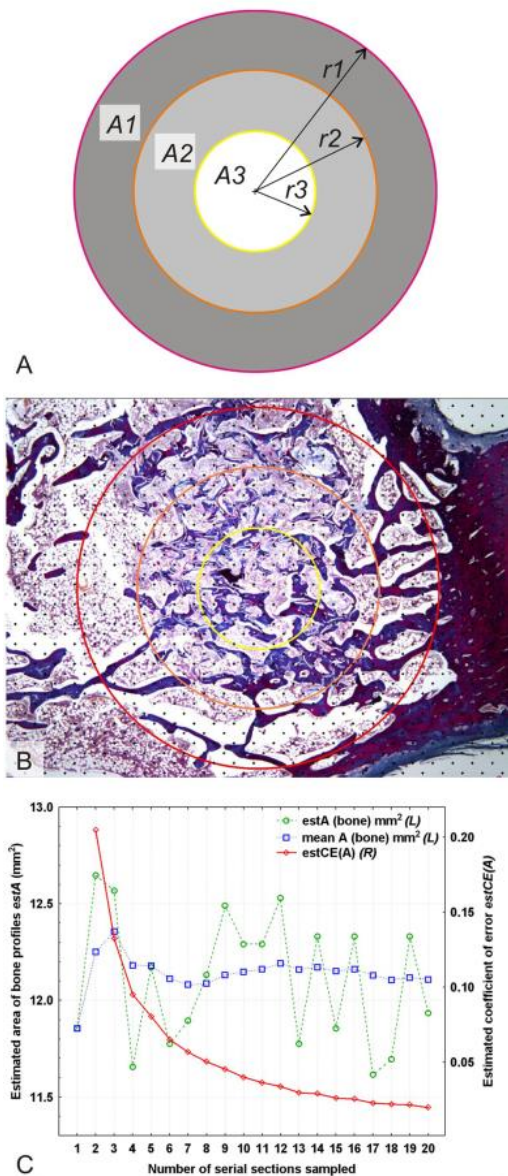 r1
A1
r2
A2
A3
r3
A
B
13.0
12.5
12.0
11.5
Estimated area of bone profiles estA (mm²)
estA (bone) mm² (L)
mean A (bone) mm² (L)
estCE(A) (R)
0.20
0.15
0.10
0.05
Estimated coefficient of error estCE(A)
1 2 3 4 5 6 7 8 9 10 11 12 13 14 15 16 17 18 19 20
Number of serial sections sampled
C